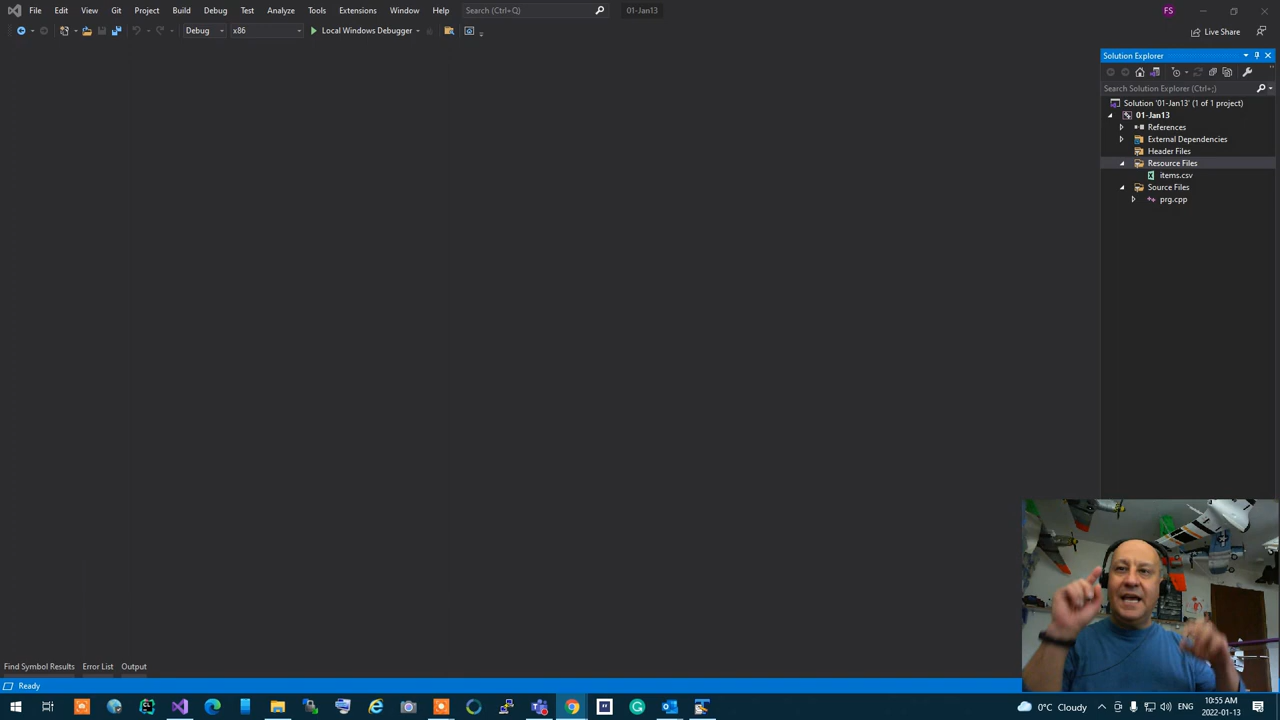 File Edit View Git Project Build Debug Test Analyze Tools Extensions Window Help Search (Ctrl+Q) 01-Jan13 FS
Debug x86 Local Windows Debugger Live Share
Solution Explorer
Search Solution Explorer (Ctrl+;)
Solution '01-Jan13' (1 of 1 project)
01-Jan13
References
External Dependencies
Header Files
Resource Files
items.csv
Source Files
prg.cpp
Find Symbol Results Error List Output
Ready
0°C Cloudy ENG 10:55 AM
2022-01-13